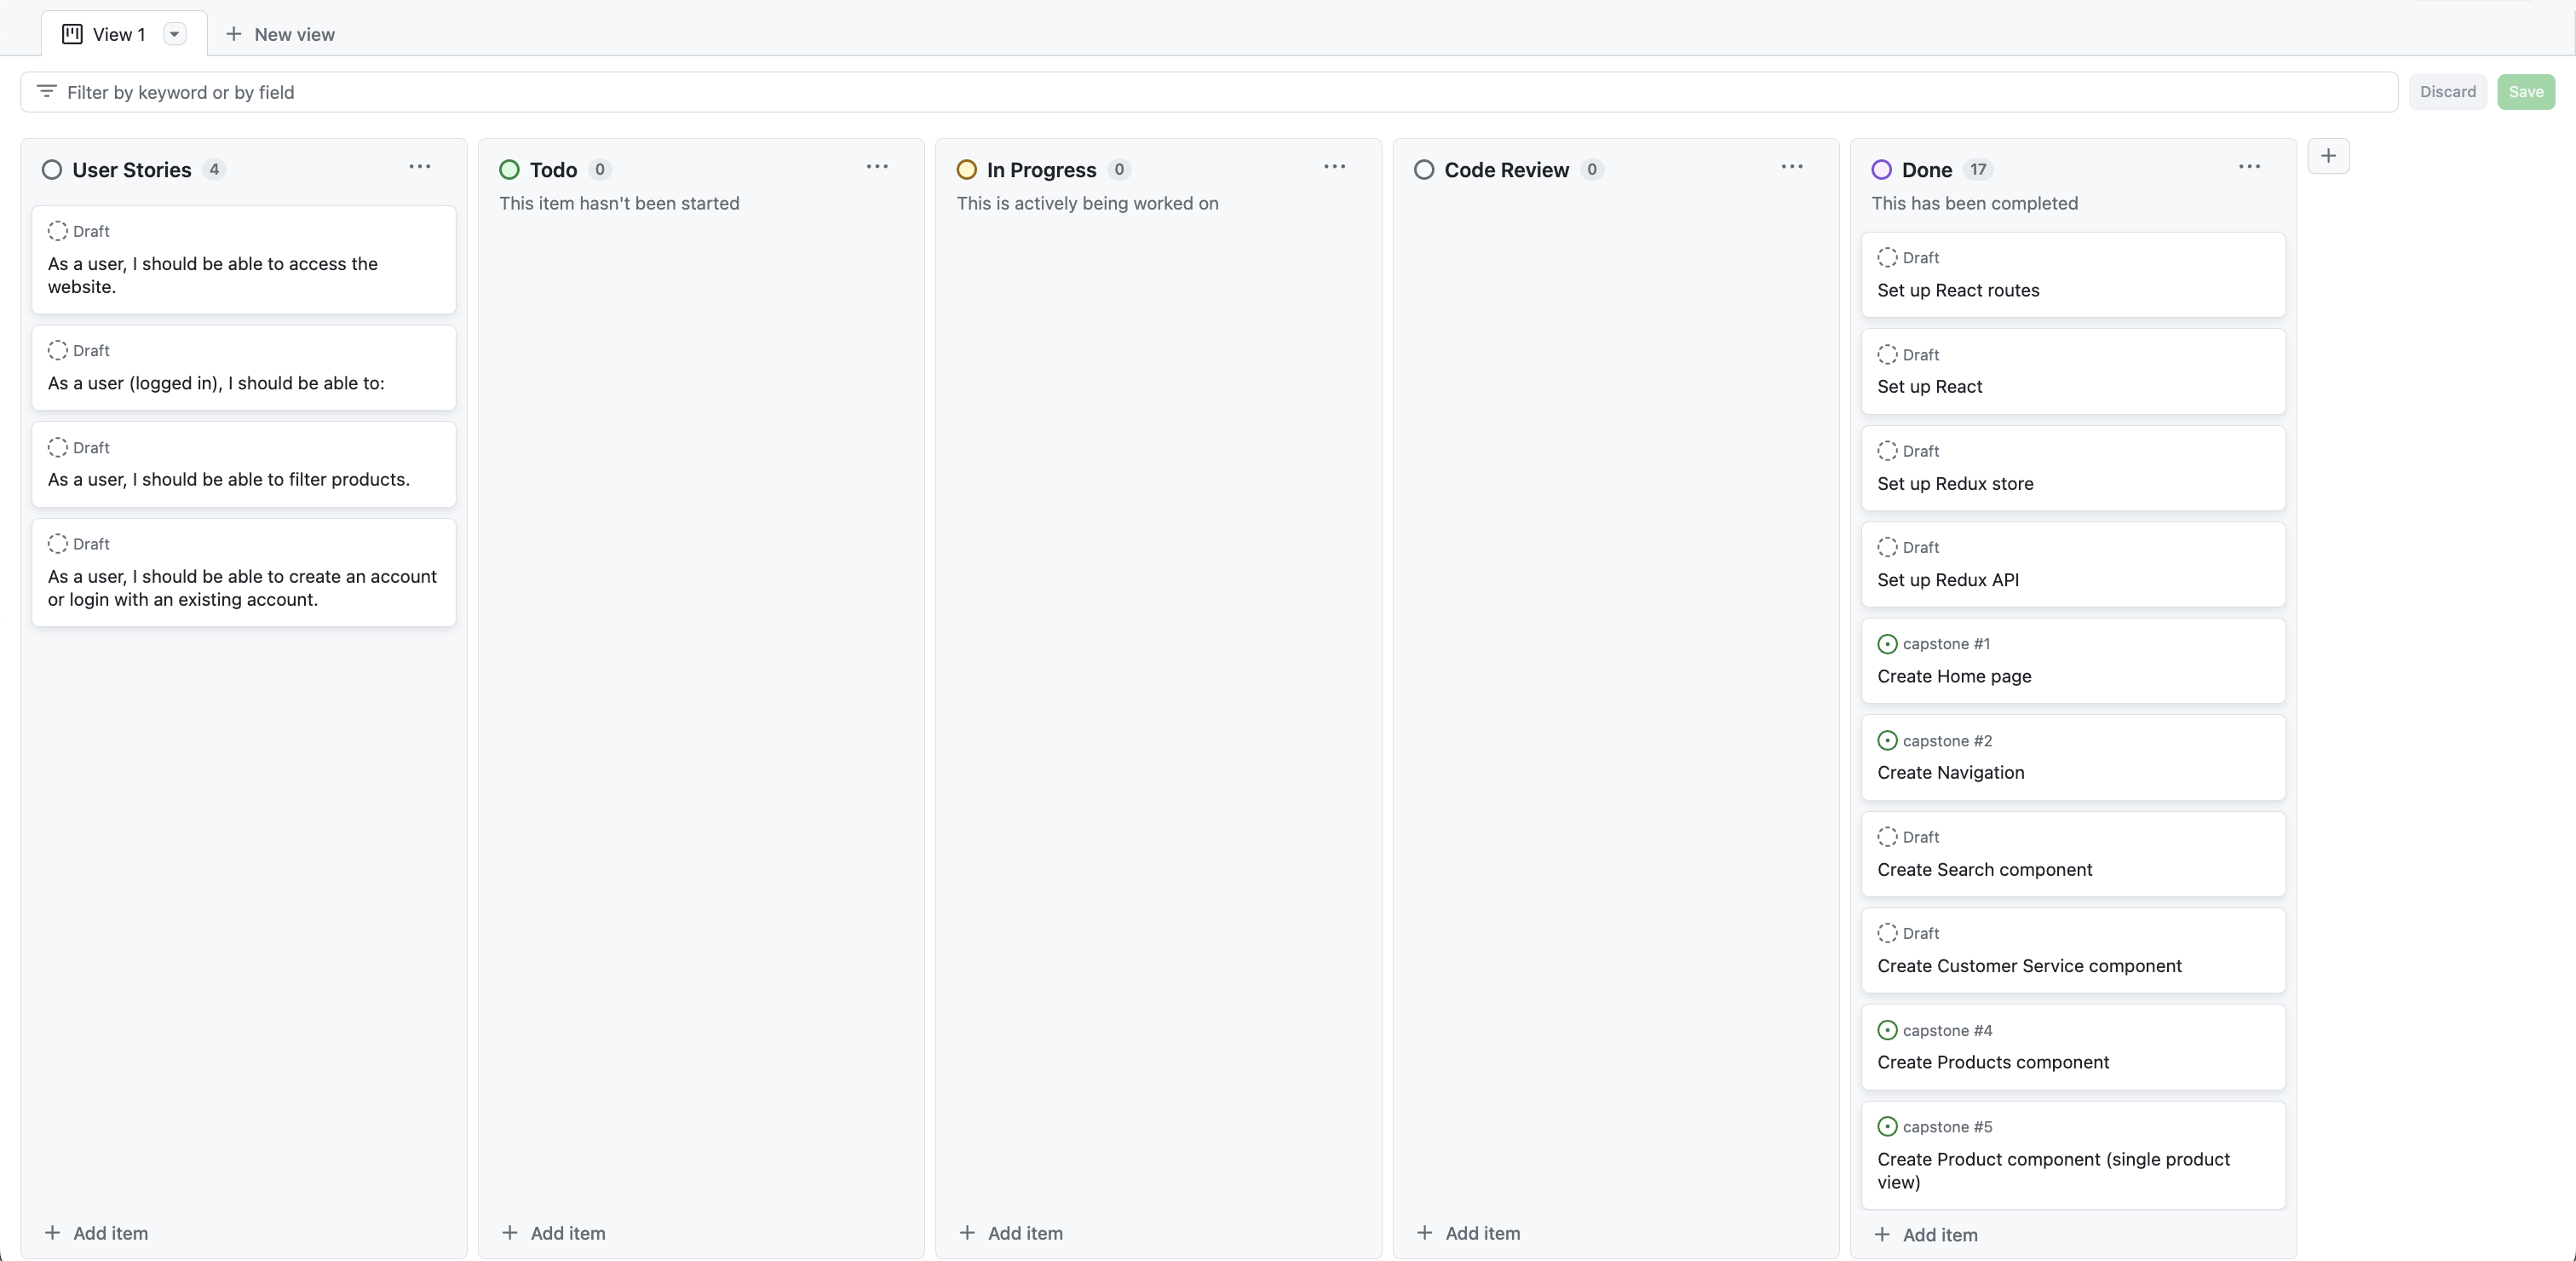 View 1
New view
Filter by keyword or by field
Discard
Save
User Stories 4
Draft
As a user, I should be able to access the
website.
Draft
As a user (logged in), I should be able to:
Draft
As a user, I should be able to filter products.
Draft
As a user, I should be able to create an account
or login with an existing account.
Add item
Todo 0
This item hasn't been started
Add item
In Progress 0
This is actively being worked on
Add item
Code Review 0
Add item
Done 17
This has been completed
Draft
Set up React routes
Draft
Set up React
Draft
Set up Redux store
Draft
Set up Redux API
capstone #1
Create Home page
capstone #2
Create Navigation
Draft
Create Search component
Draft
Create Customer Service component
capstone #4
Create Products component
capstone #5
Create Product component (single product
view)
Add item